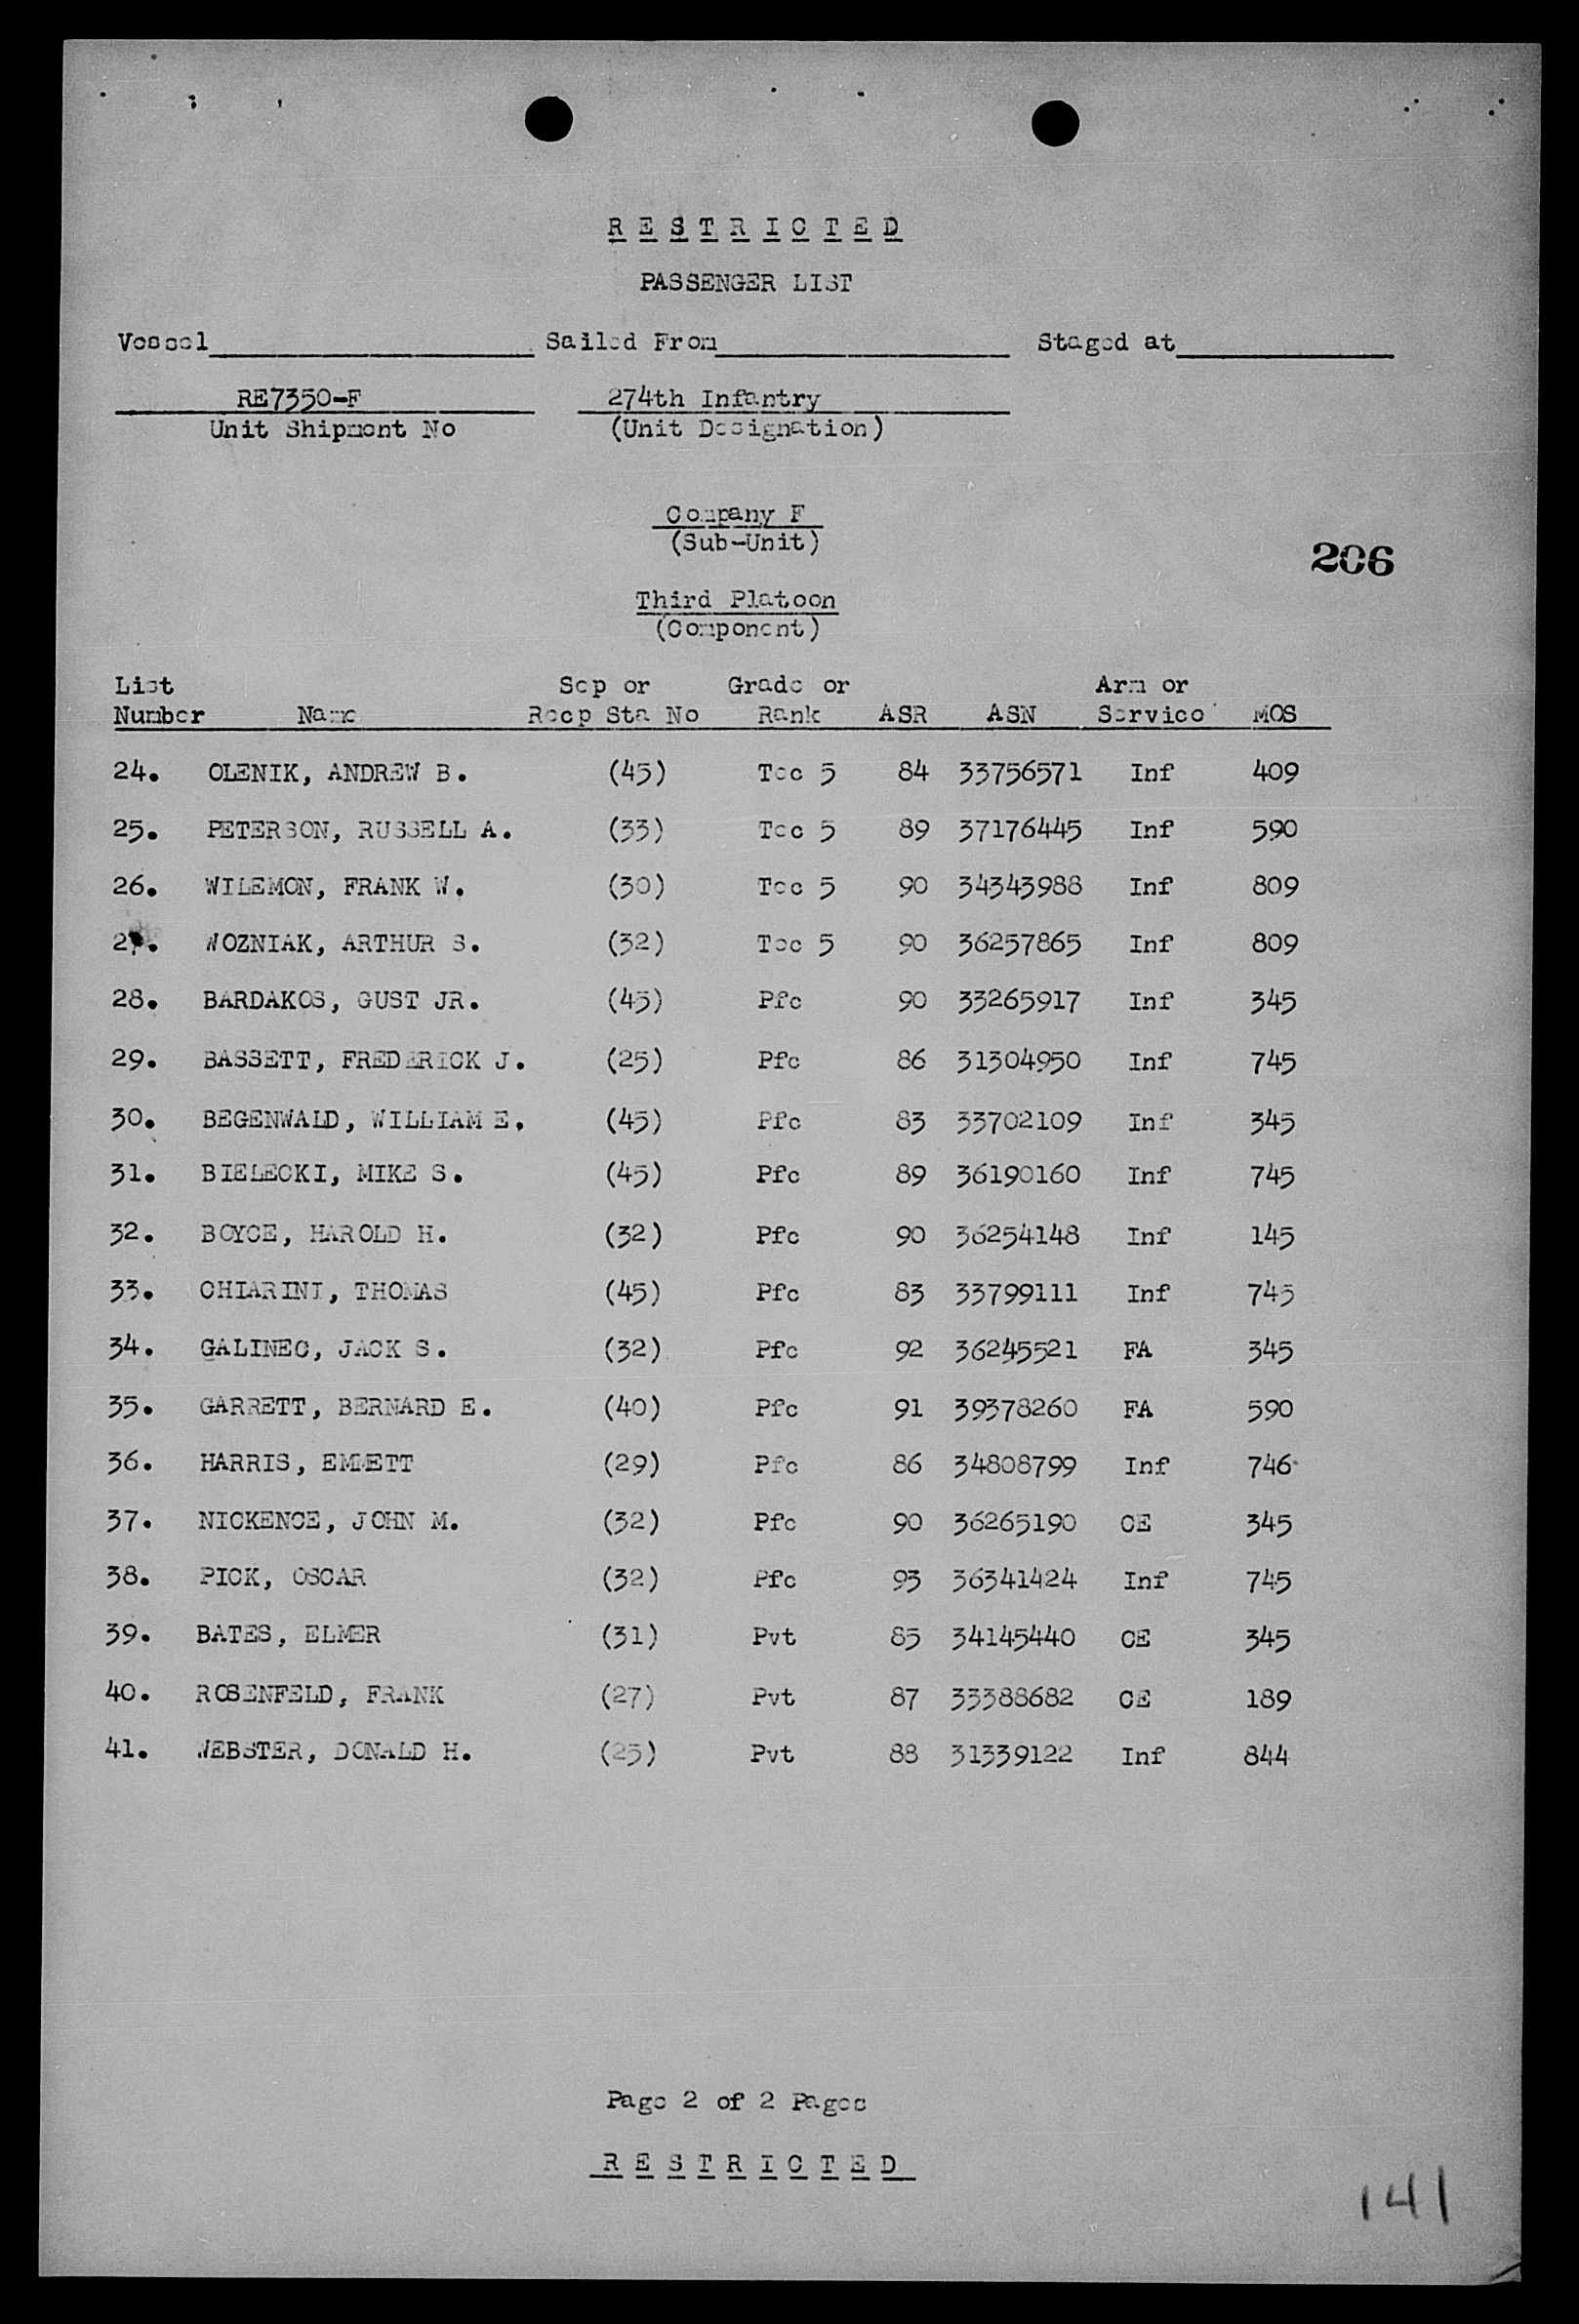 R E S T R I C T E D
PASSENGER LIST
Vessel Sailed From Staged at
RE7350-F 274th Infantry
Unit Shipment No (Unit Designation)
Company F
(Sub-Unit)
206
Third Platoon
(Component)
List Sep or Grade or Arm or
Number Name Recp Sta No Rank ASR ASN Service MOS
24. OLENIK, ANDREW B. (45) Tec 5 84 33756571 Inf 409
25. PETERSON, RUSSELL A. (33) Tec 5 89 37176445 Inf 590
26. WILEMON, FRANK W. (30) Tec 5 90 34343988 Inf 809
27. WOZNIAK, ARTHUR S. (32) Tec 5 90 36257865 Inf 809
28. BARDAKOS, GUST JR. (45) Pfc 90 33265917 Inf 345
29. BASSETT, FREDERICK J. (25) Pfc 86 31304950 Inf 745
30. BEGENWALD, WILLIAM E. (45) Pfc 83 33702109 Inf 345
31. BIELECKI, MIKE S. (45) Pfc 89 36190160 Inf 745
32. BOYCE, HAROLD H. (32) Pfc 90 36254148 Inf 145
33. CHIARINI, THOMAS (45) Pfc 83 33799111 Inf 745
34. GALINEC, JACK S. (32) Pfc 92 36245521 FA 345
35. GARRETT, BERNARD E. (40) Pfc 91 39378260 FA 590
36. HARRIS, EMMETT (29) Pfc 86 34808799 Inf 746
37. NICKENCE, JOHN M. (32) Pfc 90 36265190 CE 345
38. PICK, OSCAR (32) Pfc 93 36341424 Inf 745
39. BATES, ELMER (31) Pvt 85 34145440 CE 345
40. ROSENFELD, FRANK (27) Pvt 87 33388682 CE 189
41. WEBSTER, DONALD H. (25) Pvt 88 31339122 Inf 844
Page 2 of 2 Pages
R E S T R I C T E D
141